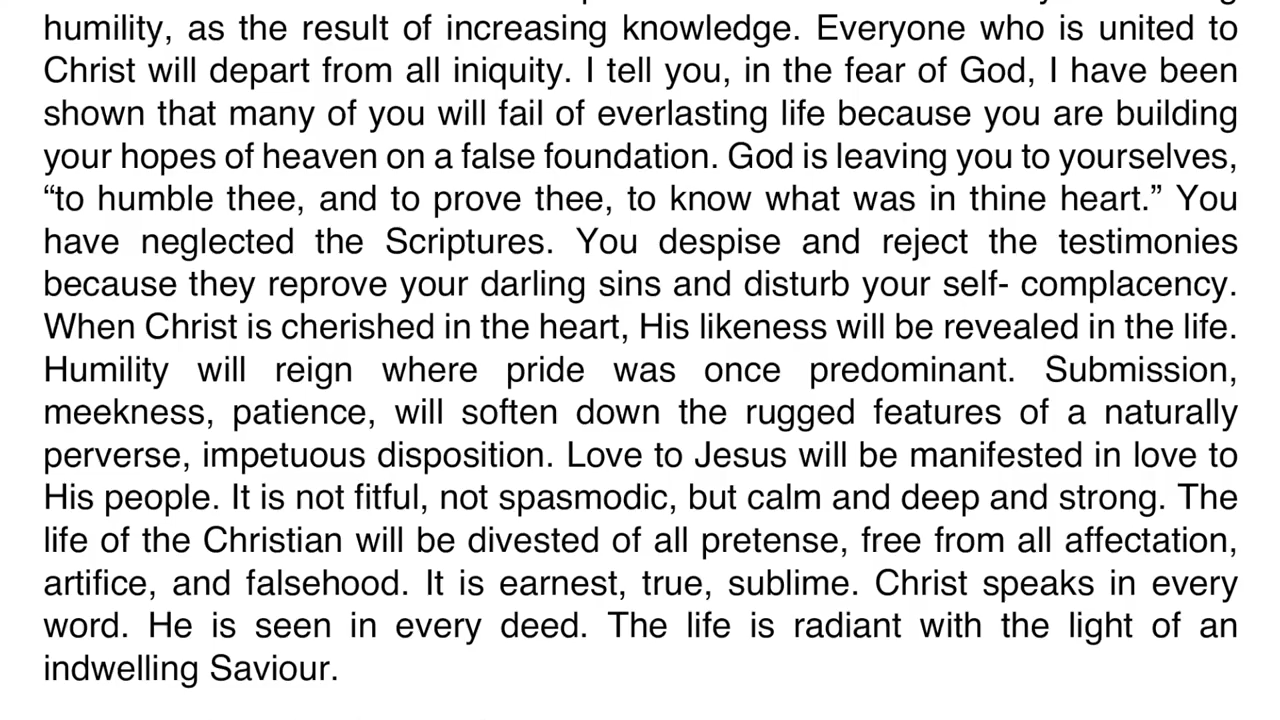 humility, as the result of increasing knowledge. Everyone who is united to
Christ will depart from all iniquity. I tell you, in the fear of God, I have been
shown that many of you will fail of everlasting life because you are building
your hopes of heaven on a false foundation. God is leaving you to yourselves,
“to humble thee, and to prove thee, to know what was in thine heart.” You
have neglected the Scriptures. You despise and reject the testimonies
because they reprove your darling sins and disturb your self- complacency.
When Christ is cherished in the heart, His likeness will be revealed in the life.
Humility will reign where pride was once predominant. Submission,
meekness, patience, will soften down the rugged features of a naturally
perverse, impetuous disposition. Love to Jesus will be manifested in love to
His people. It is not fitful, not spasmodic, but calm and deep and strong. The
life of the Christian will be divested of all pretense, free from all affectation,
artifice, and falsehood. It is earnest, true, sublime. Christ speaks in every
word. He is seen in every deed. The life is radiant with the light of an
indwelling Saviour.